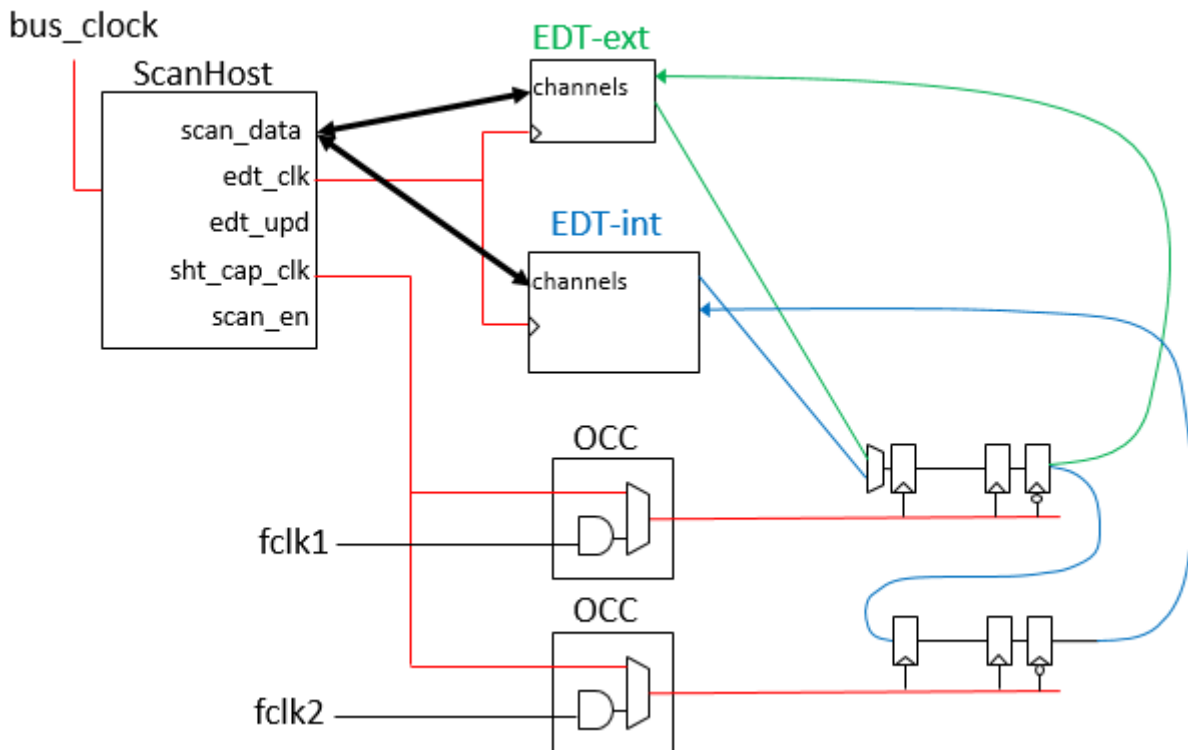 bus_clock
ScanHost
scan_data
edt_clk
edt_upd
sht_cap_clk
scan_en
EDT-ext
channels
EDT-int
channels
OCC
fclk1
OCC
fclk2